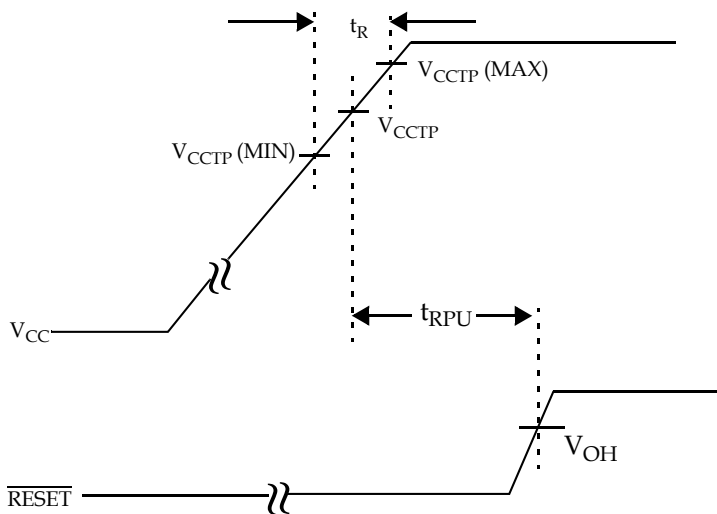 tR
VCCTP (MAX)
VCCTP
VCCTP (MIN)
VCC
tRPU
VOH
RESET